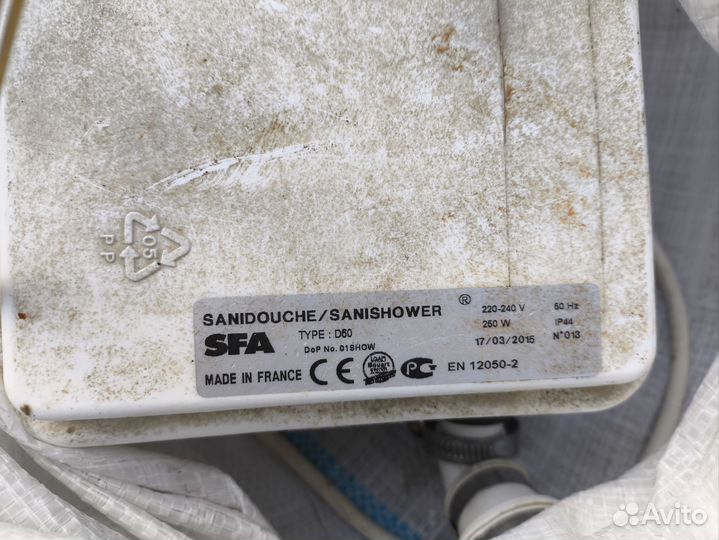 05
PP
SANIDOUCHE/SANISHOWER ®
220-240 V 50 Hz
SFA TYPE : D60
250 W IP44
DoP No. 01SHOW
17/03/2015 N°013
MADE IN FRANCE CE PC EN 12050-2
Avito